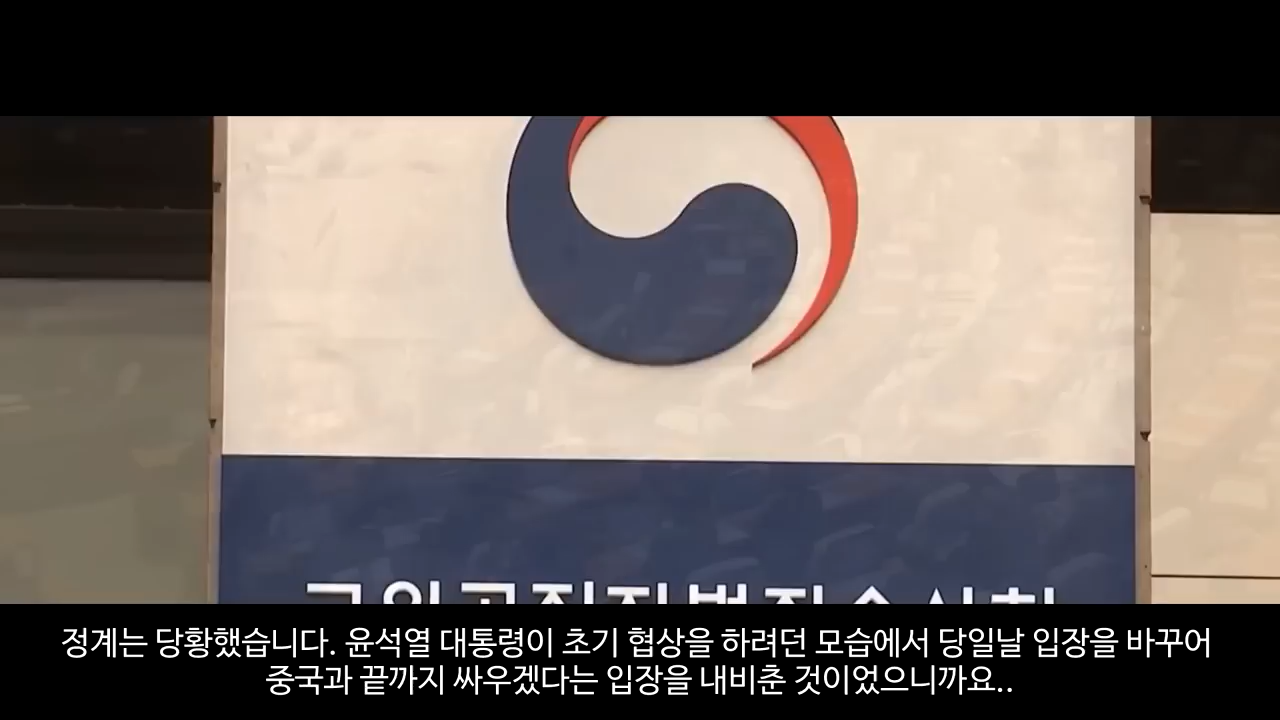 정계는 당황했습니다. 윤석열 대통령이 초기 협상을 하려던 모습에서 당일날 입장을 바꾸어
중국과 끝까지 싸우겠다는 입장을 내비춘 것이었으니까요..